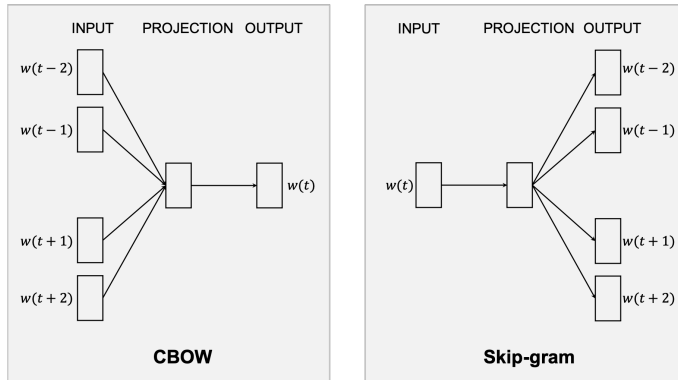 INPUT PROJECTION OUTPUT
w(t − 2)
w(t − 1)
w(t)
w(t + 1)
w(t + 2)
CBOW
INPUT PROJECTION OUTPUT
w(t − 2)
w(t − 1)
w(t)
w(t + 1)
w(t + 2)
Skip-gram